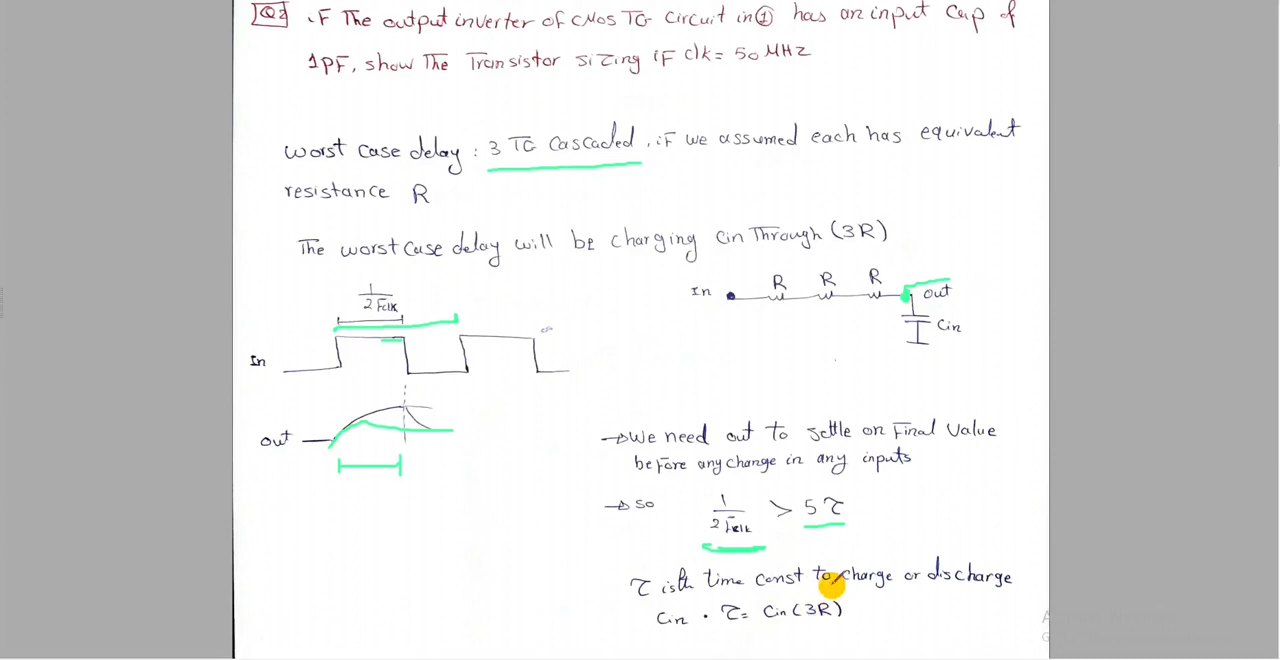 Q2 iF The output inverter of CMos TG circuit in ① has an input Cap of
1PF, show The Transistor sizing iF clk= 50 MHz
worst case delay : 3 TG Cascaded, iF we assumed each has equivalent
resistance R
The worst case delay will be charging Cin Through (3R)
1
2 Fclk
In R R R out
Cin
In
out
→ We need out to settle on Final Value
before any change in any inputs
→ so 1 / 2 Fclk > 5 τ
τ is th time const to charge or discharge
Cin . τ = Cin (3R)